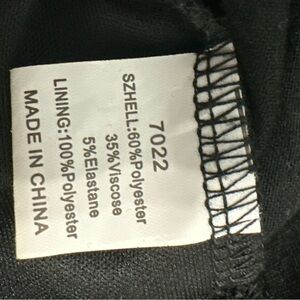 7022
SZHELL:60%Polyester
35%Viscose
5%Elastane
LINING:100%Polyester
MADE IN CHINA